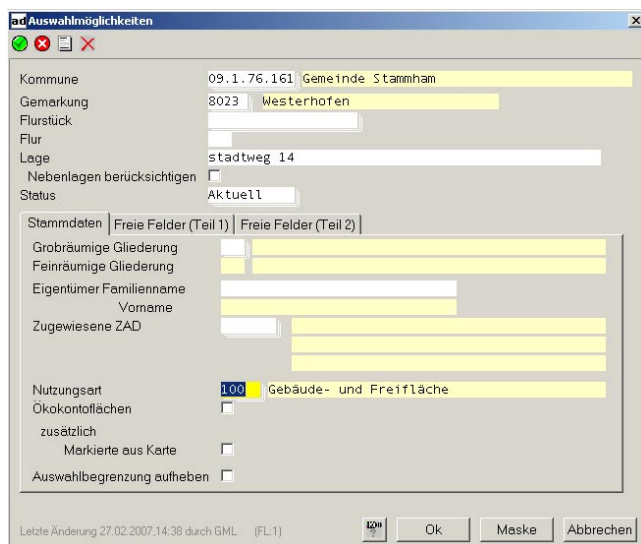 ad Auswahlmöglichkeiten
Kommune 09.1.76.161 Gemeinde Stammham
Gemarkung 8023 Westerhofen
Flurstück
Flur
Lage stadtweg 14
Nebenlagen berücksichtigen
Status Aktuell
Stammdaten Freie Felder (Teil 1) Freie Felder (Teil 2)
Grobräumige Gliederung
Feinräumige Gliederung
Eigentümer Familienname
Vorname
Zugewiesene ZAD
Nutzungsart 100 Gebäude- und Freifläche
Ökokontoflächen
zusätzlich
Markierte aus Karte
Auswahlbegrenzung aufheben
Letzte Änderung 27.02.2007,14:38 durch GML (FL:1) Ok Maske Abbrechen